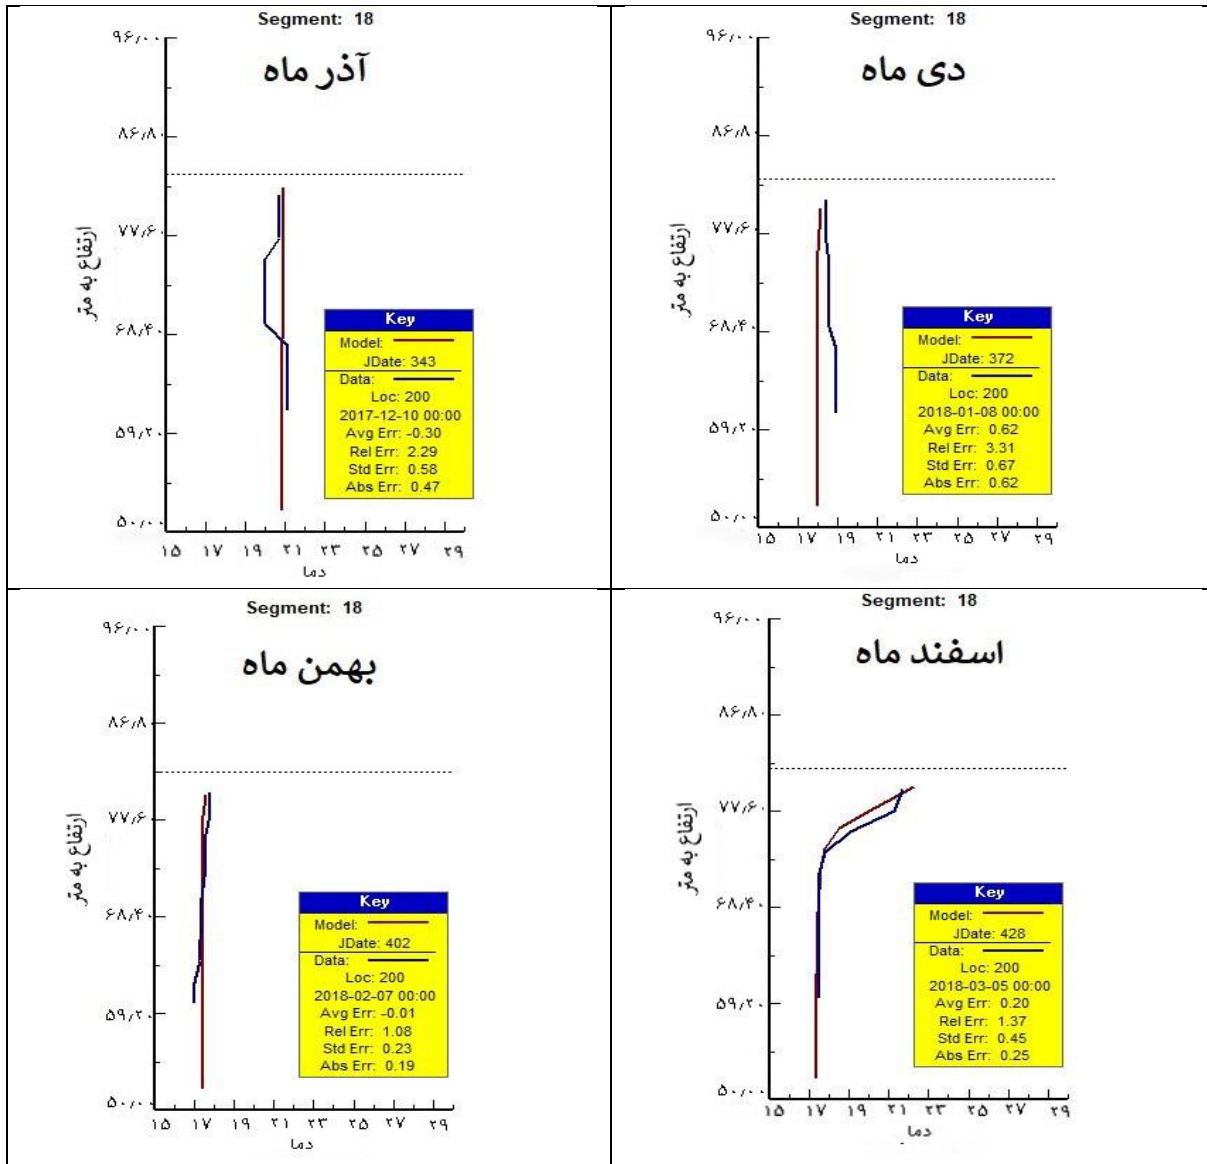 Segment: 18
آذر ماه
۹۶٫۰۰
۸۶٫۸۰
۷۷٫۶۰
۶۸٫۴۰
۵۹٫۲۰
۵۰٫۰۰
ارتفاع به متر
Key
Model:
JDate: 343
Data:
Loc: 200
2017-12-10 00:00
Avg Err: -0.30
Rel Err: 2.29
Std Err: 0.58
Abs Err: 0.47
۱۵ ۱۷ ۱۹ ۲۱ ۲۳ ۲۵ ۲۷ ۲۹
دما
Segment: 18
دی ماه
۹۶٫۰۰
۸۶٫۸۰
۷۷٫۶۰
۶۸٫۴۰
۵۹٫۲۰
۵۰٫۰۰
ارتفاع به متر
Key
Model:
JDate: 372
Data:
Loc: 200
2018-01-08 00:00
Avg Err: 0.62
Rel Err: 3.31
Std Err: 0.67
Abs Err: 0.62
۱۵ ۱۷ ۱۹ ۲۱ ۲۳ ۲۵ ۲۷ ۲۹
دما
Segment: 18
بهمن ماه
۹۶٫۰۰
۸۶٫۸۰
۷۷٫۶۰
۶۸٫۴۰
۵۹٫۲۰
۵۰٫۰۰
ارتفاع به متر
Key
Model:
JDate: 402
Data:
Loc: 200
2018-02-07 00:00
Avg Err: -0.01
Rel Err: 1.08
Std Err: 0.23
Abs Err: 0.19
۱۵ ۱۷ ۱۹ ۲۱ ۲۳ ۲۵ ۲۷ ۲۹
دما
Segment: 18
اسفند ماه
۹۶٫۰۰
۸۶٫۸۰
۷۷٫۶۰
۶۸٫۴۰
۵۹٫۲۰
۵۰٫۰۰
ارتفاع به متر
Key
Model:
JDate: 428
Data:
Loc: 200
2018-03-05 00:00
Avg Err: 0.20
Rel Err: 1.37
Std Err: 0.45
Abs Err: 0.25
۱۵ ۱۷ ۱۹ ۲۱ ۲۳ ۲۵ ۲۷ ۲۹
دما